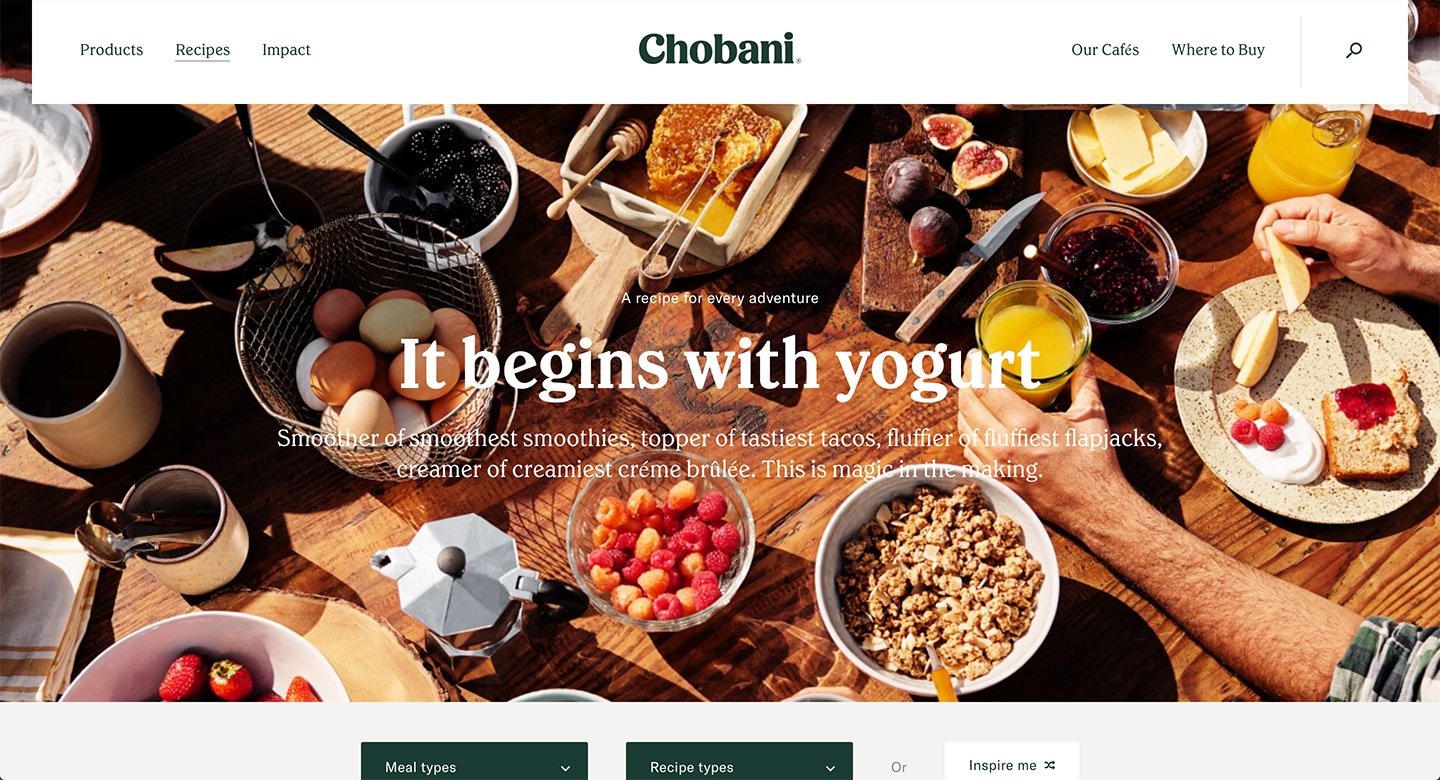 Products
Recipes
Impact
Chobani®
Our Cafés
Where to Buy
A recipe for every adventure
It begins with yogurt
Smoother of smoothest smoothies, topper of tastiest tacos, fluffier of fluffiest flapjacks,
creamer of creamiest créme brûlée. This is magic in the making.
Meal types
Recipe types
Or
Inspire me